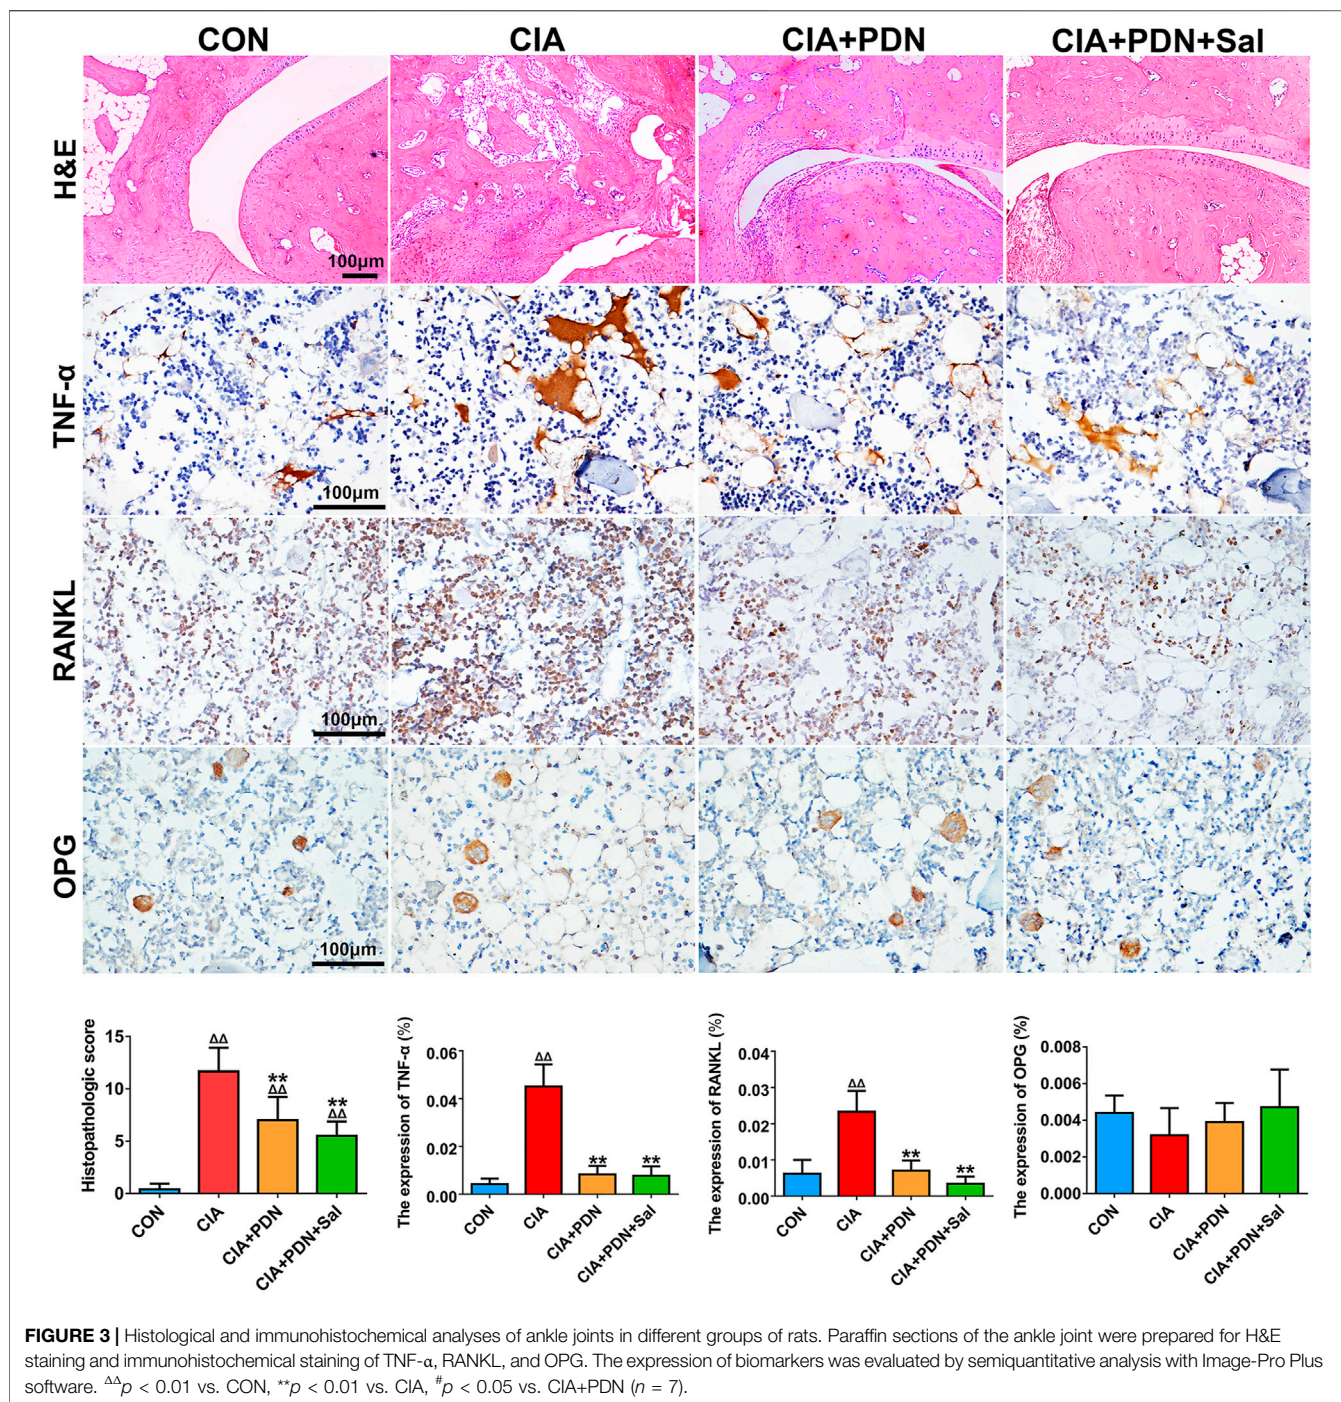 CON CIA CIA+PDN CIA+PDN+Sal
H&E
100µm
TNF-α
100µm
RANKL
100µm
OPG
100µm
Histopathologic score
15
10
5
0
ΔΔ
**
ΔΔ
**
ΔΔ
CON
CIA
CIA+PDN
CIA+PDN+Sal
The expression of TNF-α (%)
0.06
0.04
0.02
0.00
ΔΔ
**
**
CON
CIA
CIA+PDN
CIA+PDN+Sal
The expression of RANKL (%)
0.04
0.03
0.02
0.01
0.00
ΔΔ
**
**
CON
CIA
CIA+PDN
CIA+PDN+Sal
The expression of OPG (%)
0.008
0.006
0.004
0.002
0.000
CON
CIA
CIA+PDN
CIA+PDN+Sal
FIGURE 3 | Histological and immunohistochemical analyses of ankle joints in different groups of rats. Paraffin sections of the ankle joint were prepared for H&E
staining and immunohistochemical staining of TNF-α, RANKL, and OPG. The expression of biomarkers was evaluated by semiquantitative analysis with Image-Pro Plus
software. ΔΔp < 0.01 vs. CON, **p < 0.01 vs. CIA, #p < 0.05 vs. CIA+PDN (n = 7).